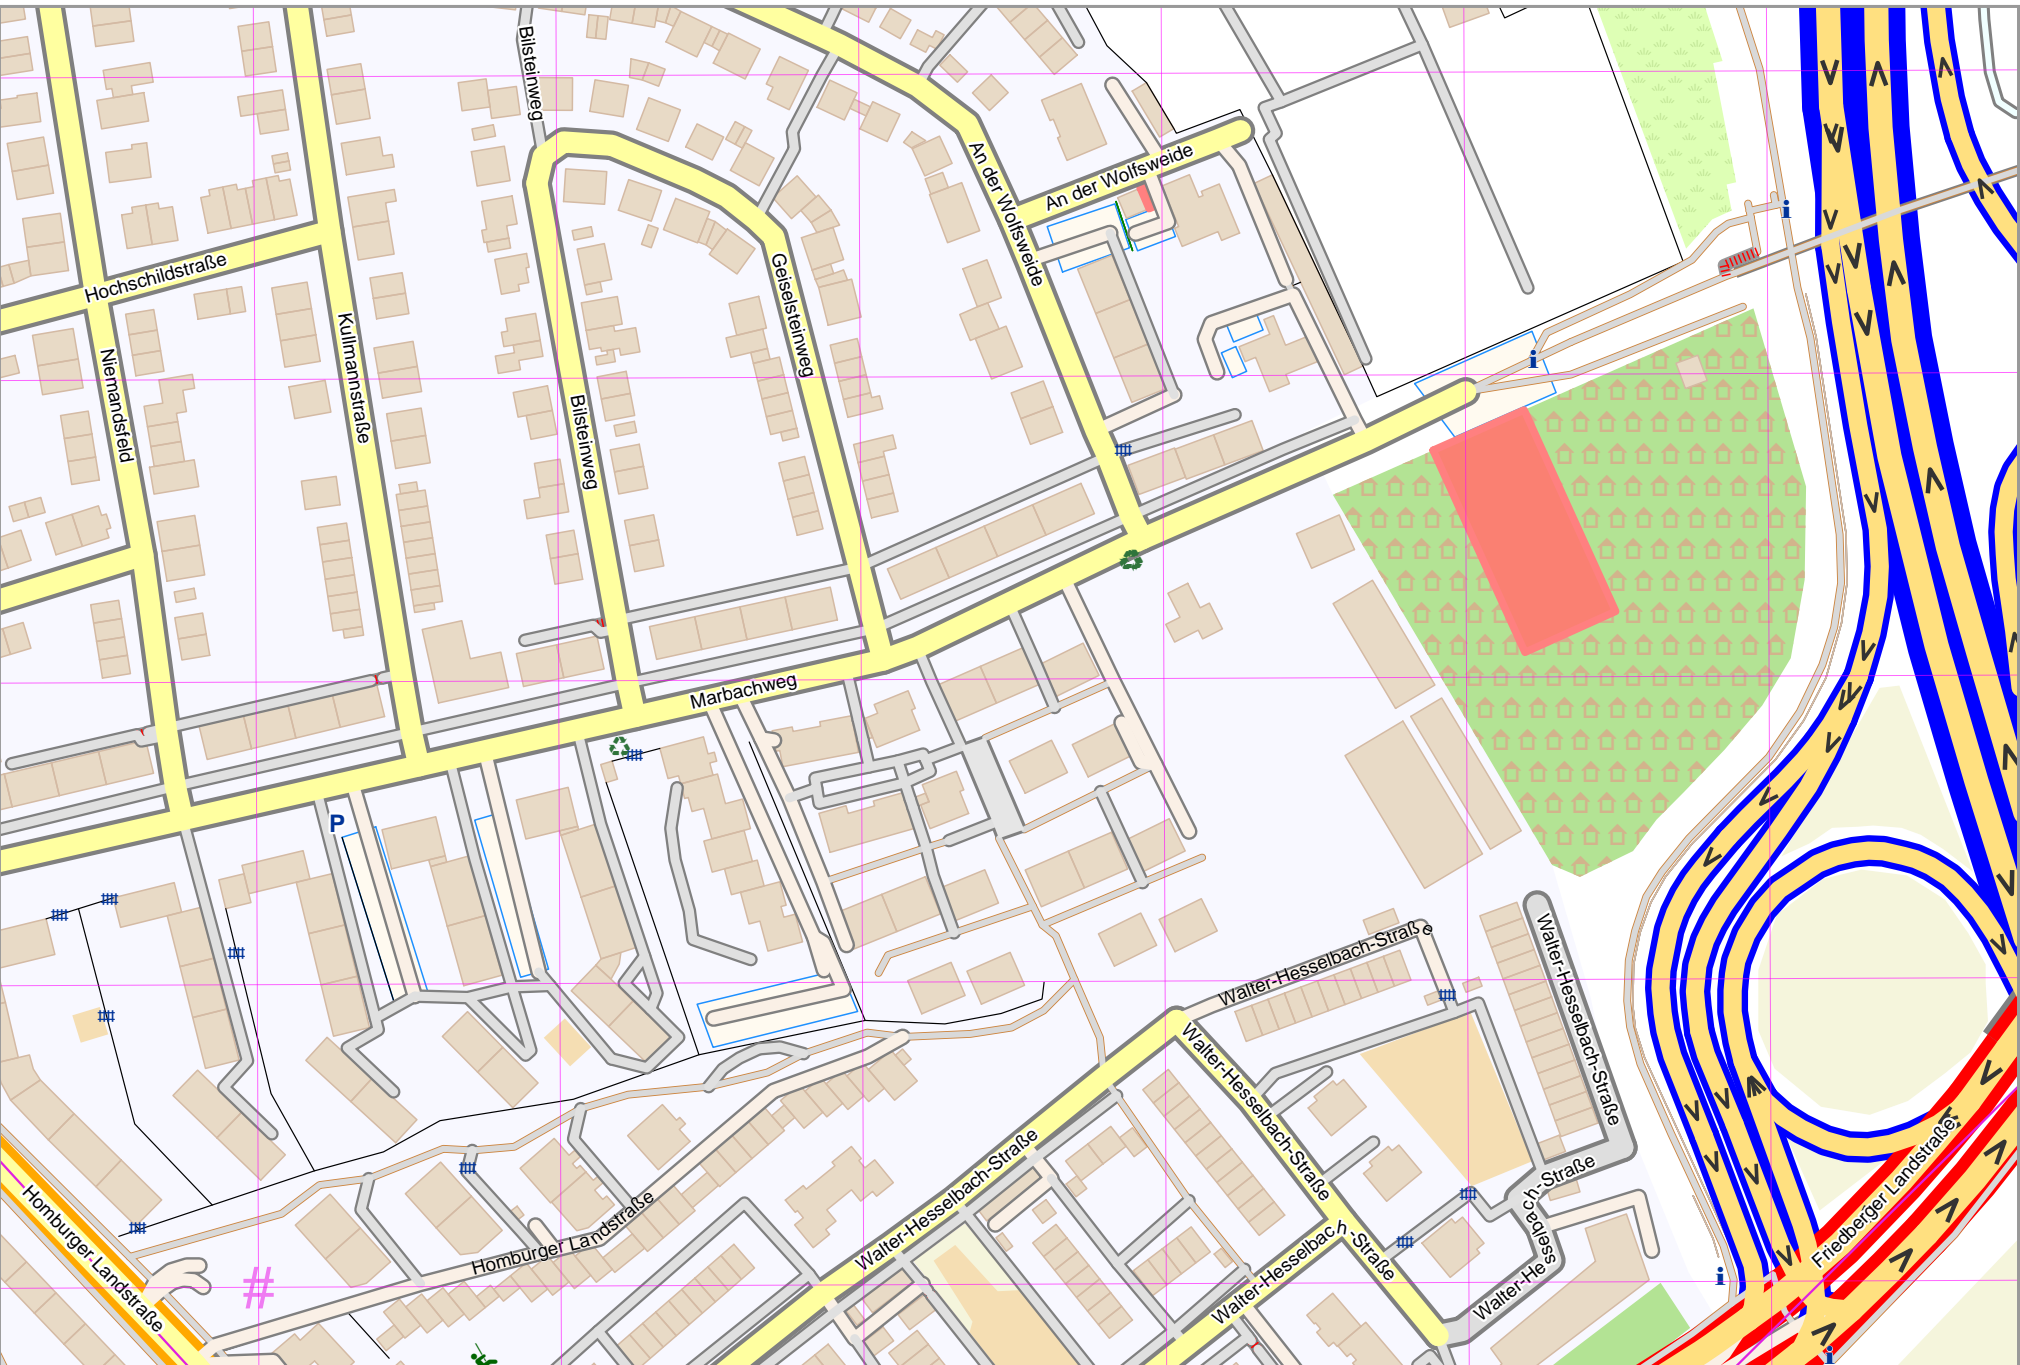 Bilsteinweg
An der Wolfsweide
An der Wolfsweide
Hochschildstraße
Geiselsteinweg
Kullmannstraße
Niemandsfeld
Bilsteinweg
Marbachweg
P
Walter-Hesselbach-Straße
Walter-Hesselbach-Straße
Walter-Hesselbach-Straße
Walter-Hesselbach-Straße
Walter-Hesselbach-Straße
Walter-Hesselbach-Straße
Friedberger Landstraße
Homburger Landstraße
Homburger Landstraße
#